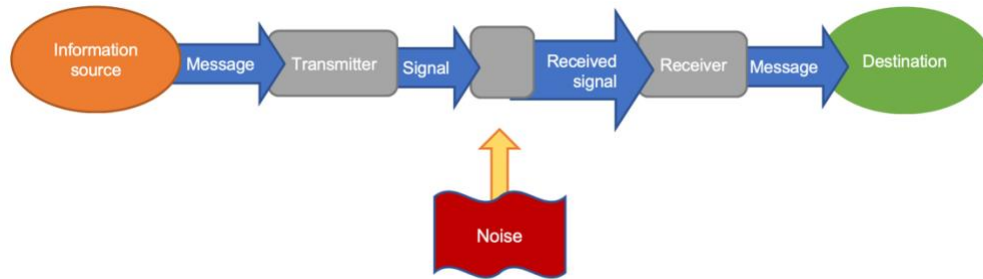 Information
source
Message
Transmitter
Signal
Received
signal
Receiver
Message
Destination
Noise